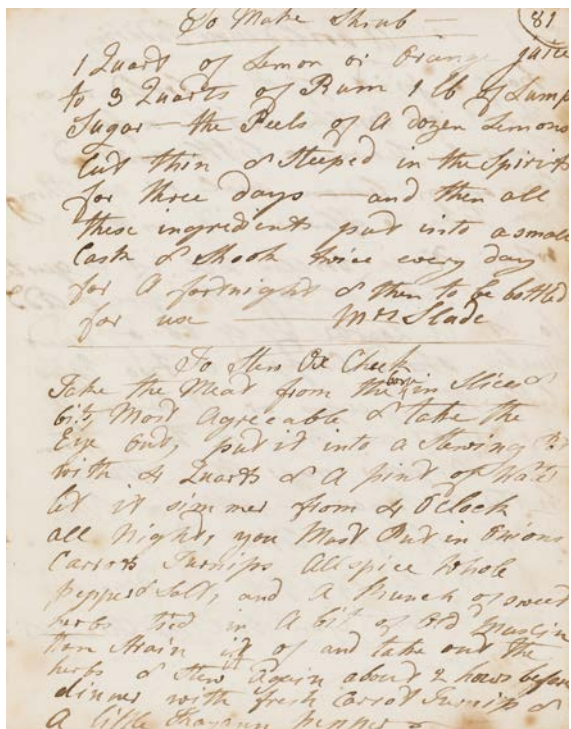 To Make Shrub —
81
1 Quart of Lemon or Orange juice
to 3 Quarts of Rum 1 lb of Lump
Sugar — the Peels of A dozen Lemons
Cut thin & Steeped in the Spirits
for three days — and then all
these ingredients put into a small
Cask & Shook twice every day
for A fortnight & then to be bottled
for use — Mrs Slade
To Stew Ox Cheek
Take the Meat from the bone in Slices &
bits Most Agreeable & take the
Eye out, put it into a Stewing
with 4 Quarts & A pint of Water
let it simmer from 4 OClock
all Night, you Must Put in Onions
Carrots Turnips Allspice Whole
pepper & Salt, and A Bunch of sweet
herbs tied in A bit of Old Muslin
then Strain it of and take out the
herbs & Stew it Again about 2 hours before
dinner with fresh Carrot Turnips &
A little pepper